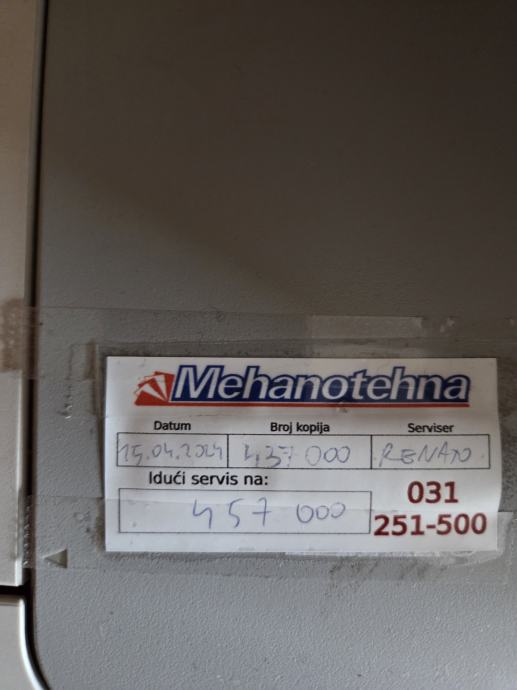 Mehanotehna
Datum Broj kopija Serviser
15.04.2024 437 000 RENATO
Idući servis na:
457 000
031
251-500